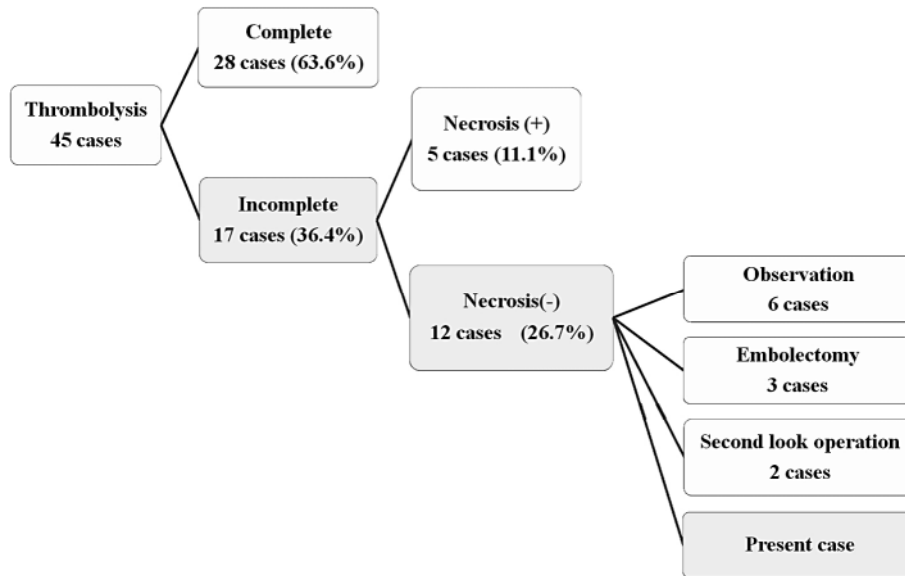 Complete
28 cases (63.6%)
Thrombolysis
45 cases
Necrosis (+)
5 cases (11.1%)
Incomplete
17 cases (36.4%)
Necrosis(-)
12 cases (26.7%)
Observation
6 cases
Embolectomy
3 cases
Second look operation
2 cases
Present case